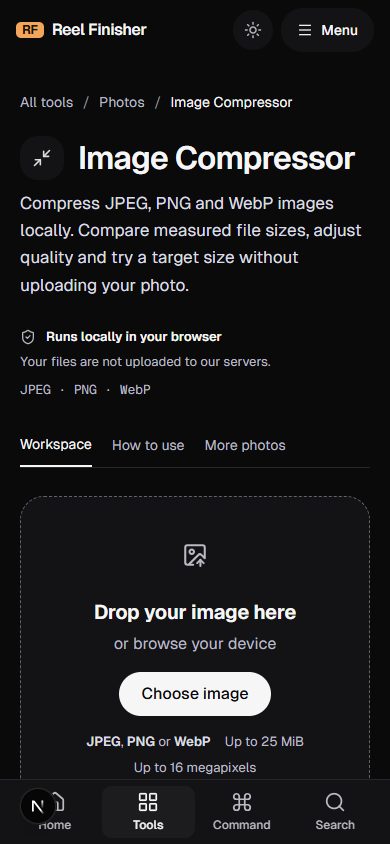 RF Reel Finisher
Menu
All tools / Photos / Image Compressor
Image Compressor
Compress JPEG, PNG and WebP images
locally. Compare measured file sizes, adjust
quality and try a target size without
uploading your photo.
Runs locally in your browser
Your files are not uploaded to our servers.
JPEG · PNG · WebP
Workspace How to use More photos
Drop your image here
or browse your device
Choose image
JPEG, PNG or WebP Up to 25 MiB
Up to 16 megapixels
N Home Tools Command Search